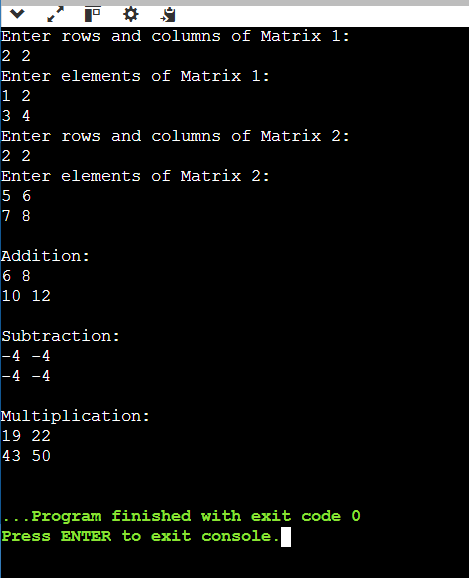 Enter rows and columns of Matrix 1:
2 2
Enter elements of Matrix 1:
1 2
3 4
Enter rows and columns of Matrix 2:
2 2
Enter elements of Matrix 2:
5 6
7 8
Addition:
6 8
10 12
Subtraction:
-4 -4
-4 -4
Multiplication:
19 22
43 50
...Program finished with exit code 0
Press ENTER to exit console.